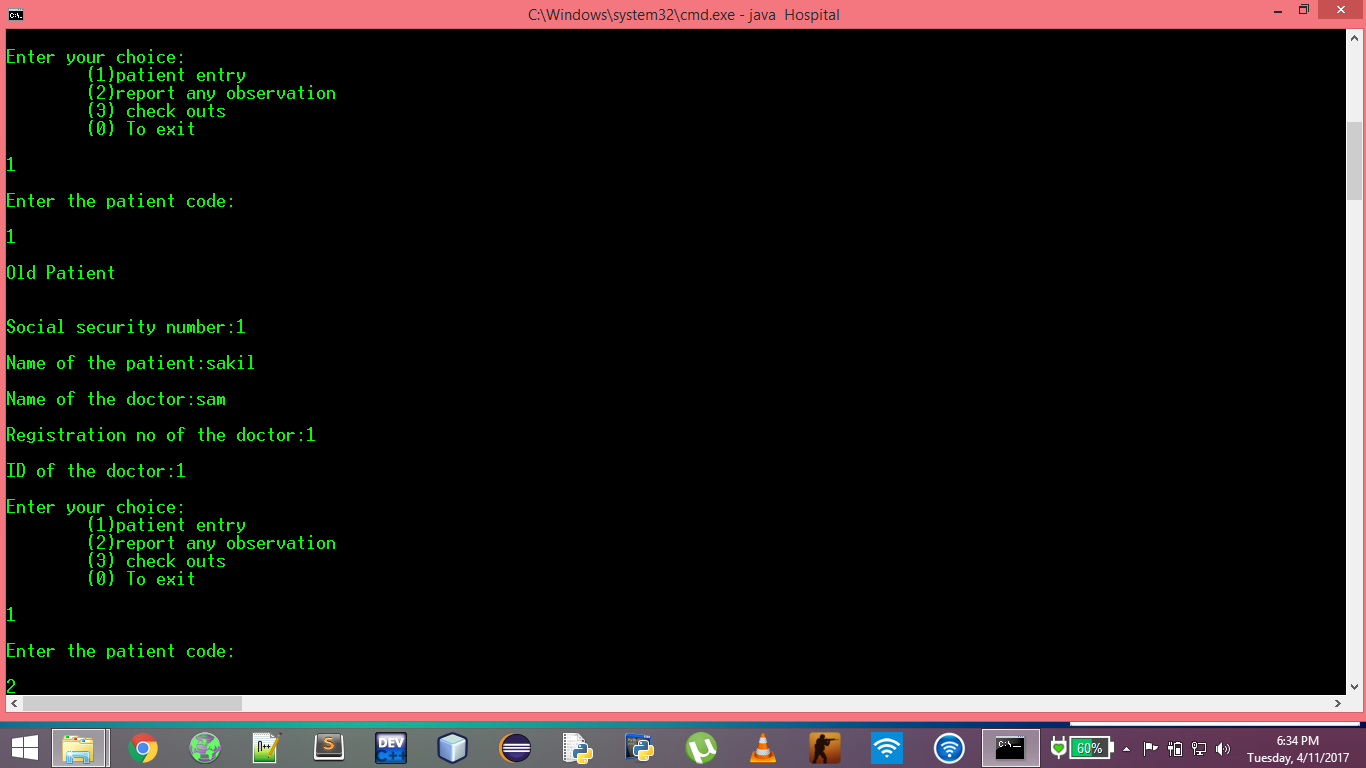 C:\Windows\system32\cmd.exe - java  Hospital
Enter your choice:
(1)patient entry
(2)report any observation
(3) check outs
(0) To exit
1
Enter the patient code:
1
Old Patient
Social security number:1
Name of the patient:sakil
Name of the doctor:sam
Registration no of the doctor:1
ID of the doctor:1
Enter your choice:
(1)patient entry
(2)report any observation
(3) check outs
(0) To exit
1
Enter the patient code:
2
DEV
C++
60%
6:34 PM
Tuesday, 4/11/2017